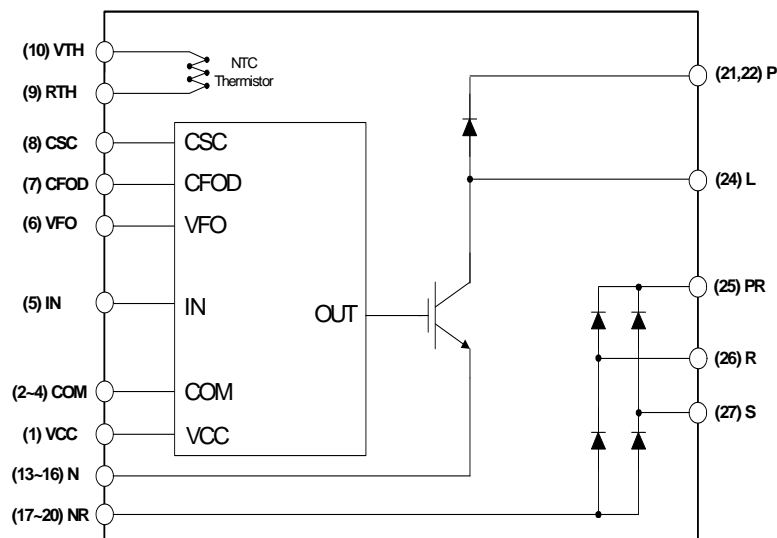 (10) VTH
NTC
Thermistor
(21,22) P
(9) RTH
(8) CSC
CSC
(7) CFOD
CFOD
(24) L
(6) VFO
VFO
(25) PR
(5) IN
IN
OUT
(26) R
(2~4) COM
COM
(27) S
(1) VCC
VCC
(13~16) N
(17~20) NR